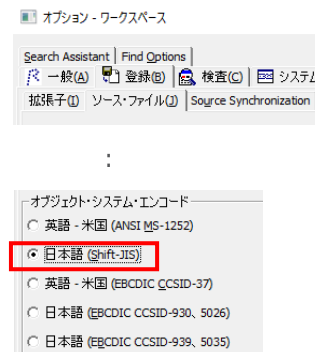 オプション - ワークスペース
Search Assistant Find Options
一般(A) 登録(B) 検査(C) システム
拡張子(I) ソース・ファイル(J) Source Synchronization
:
オブジェクト・システム・エンコード
英語 - 米国 (ANSI MS-1252)
日本語 (Shift-JIS)
英語 - 米国 (EBCDIC CCSID-37)
日本語 (EBCDIC CCSID-930、5026)
日本語 (EBCDIC CCSID-939、5035)